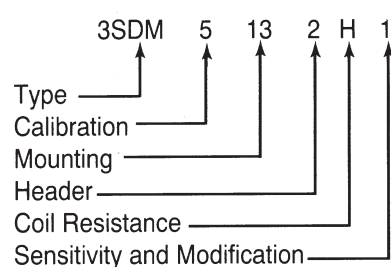 3SDM 5 13 2 H 1
Type
Calibration
Mounting
Header
Coil Resistance
Sensitivity and Modification